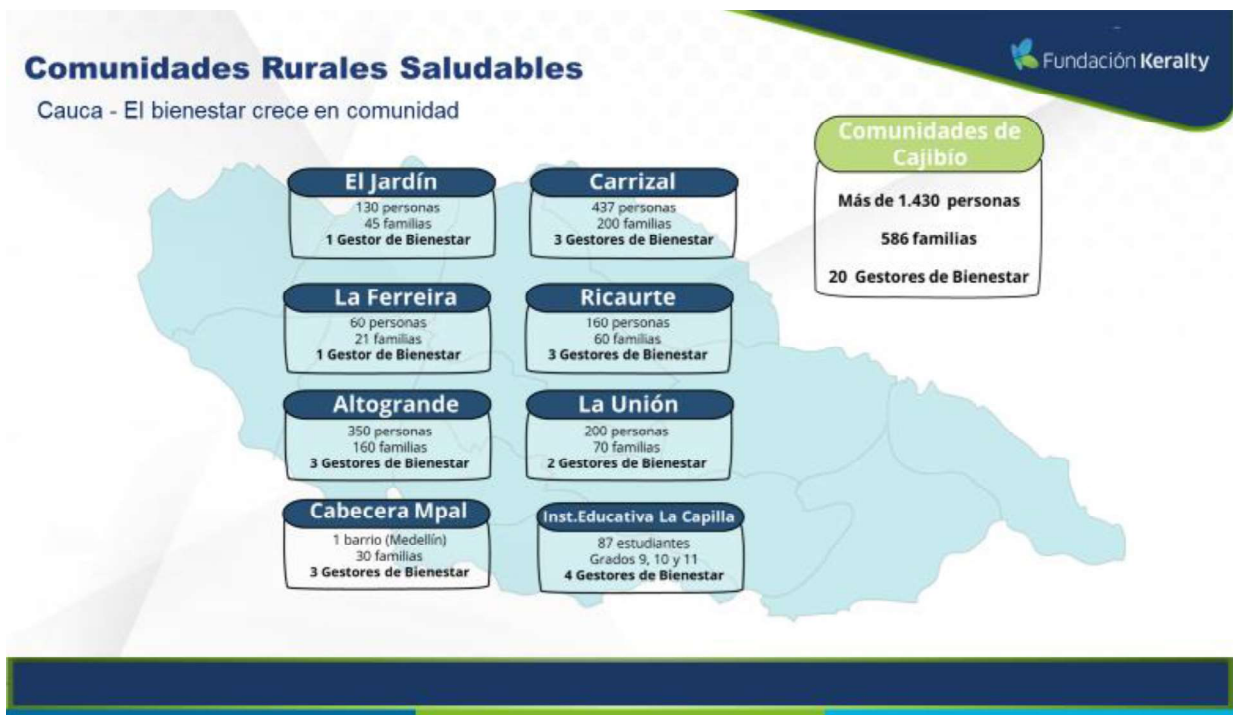 Comunidades Rurales Saludables
Cauca - El bienestar crece en comunidad
Fundación Keralty
Comunidades de
Cajibío
Más de 1.430 personas
586 familias
20 Gestores de Bienestar
El Jardín
130 personas
45 familias
1 Gestor de Bienestar
Carrizal
437 personas
200 familias
3 Gestores de Bienestar
La Ferreira
60 personas
21 familias
1 Gestor de Bienestar
Ricaurte
160 personas
60 familias
3 Gestores de Bienestar
Altogrande
350 personas
160 familias
3 Gestores de Bienestar
La Unión
200 personas
70 familias
2 Gestores de Bienestar
Cabecera Mpal
1 barrio (Medellín)
30 familias
3 Gestores de Bienestar
Inst.Educativa La Capilla
87 estudiantes
Grados 9, 10 y 11
4 Gestores de Bienestar